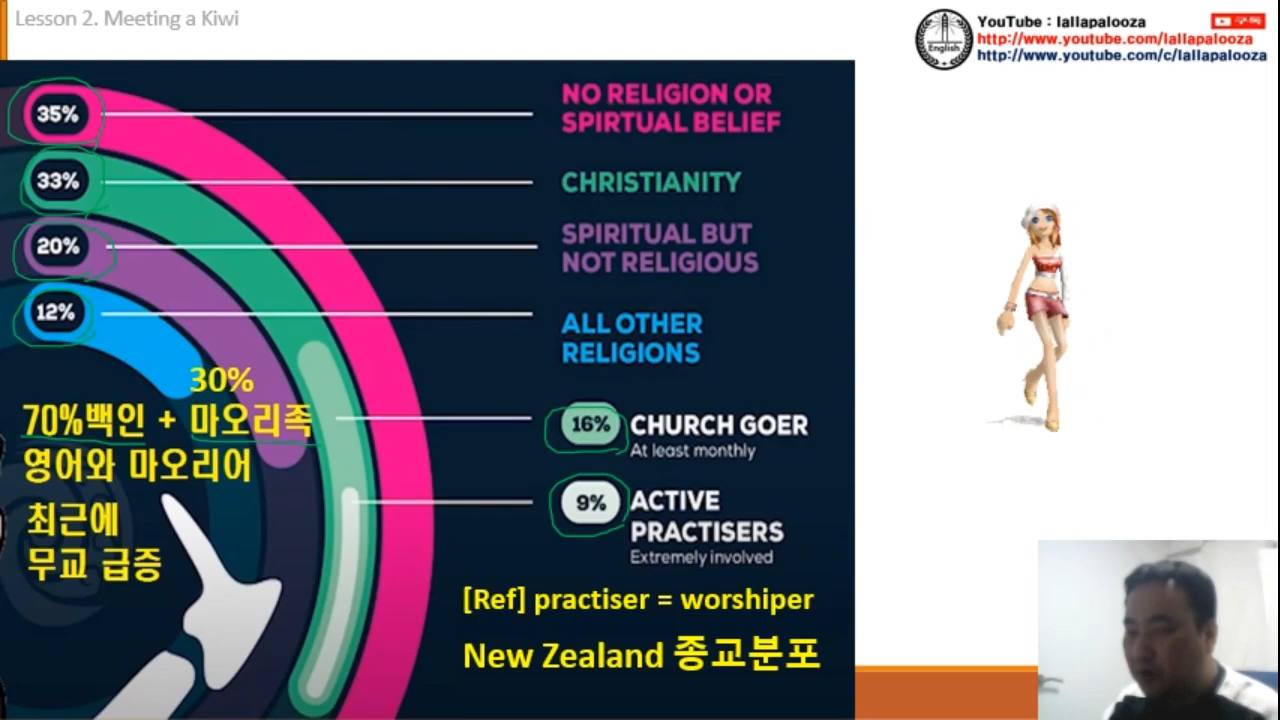 Lesson 2. Meeting a Kiwi
YouTube : lallapalooza
구독
http://www.youtube.com/lallapalooza
http://www.youtube.com/c/lallapalooza
English
35%
NO RELIGION OR
SPIRTUAL BELIEF
33%
CHRISTIANITY
20%
SPIRITUAL BUT
NOT RELIGIOUS
12%
ALL OTHER
RELIGIONS
30%
70%백인 + 마오리족
영어와 마오리어
최근에
무교 급증
16%
CHURCH GOER
At least monthly
9%
ACTIVE
PRACTISERS
Extremely involved
[Ref] practiser = worshiper
New Zealand 종교분포